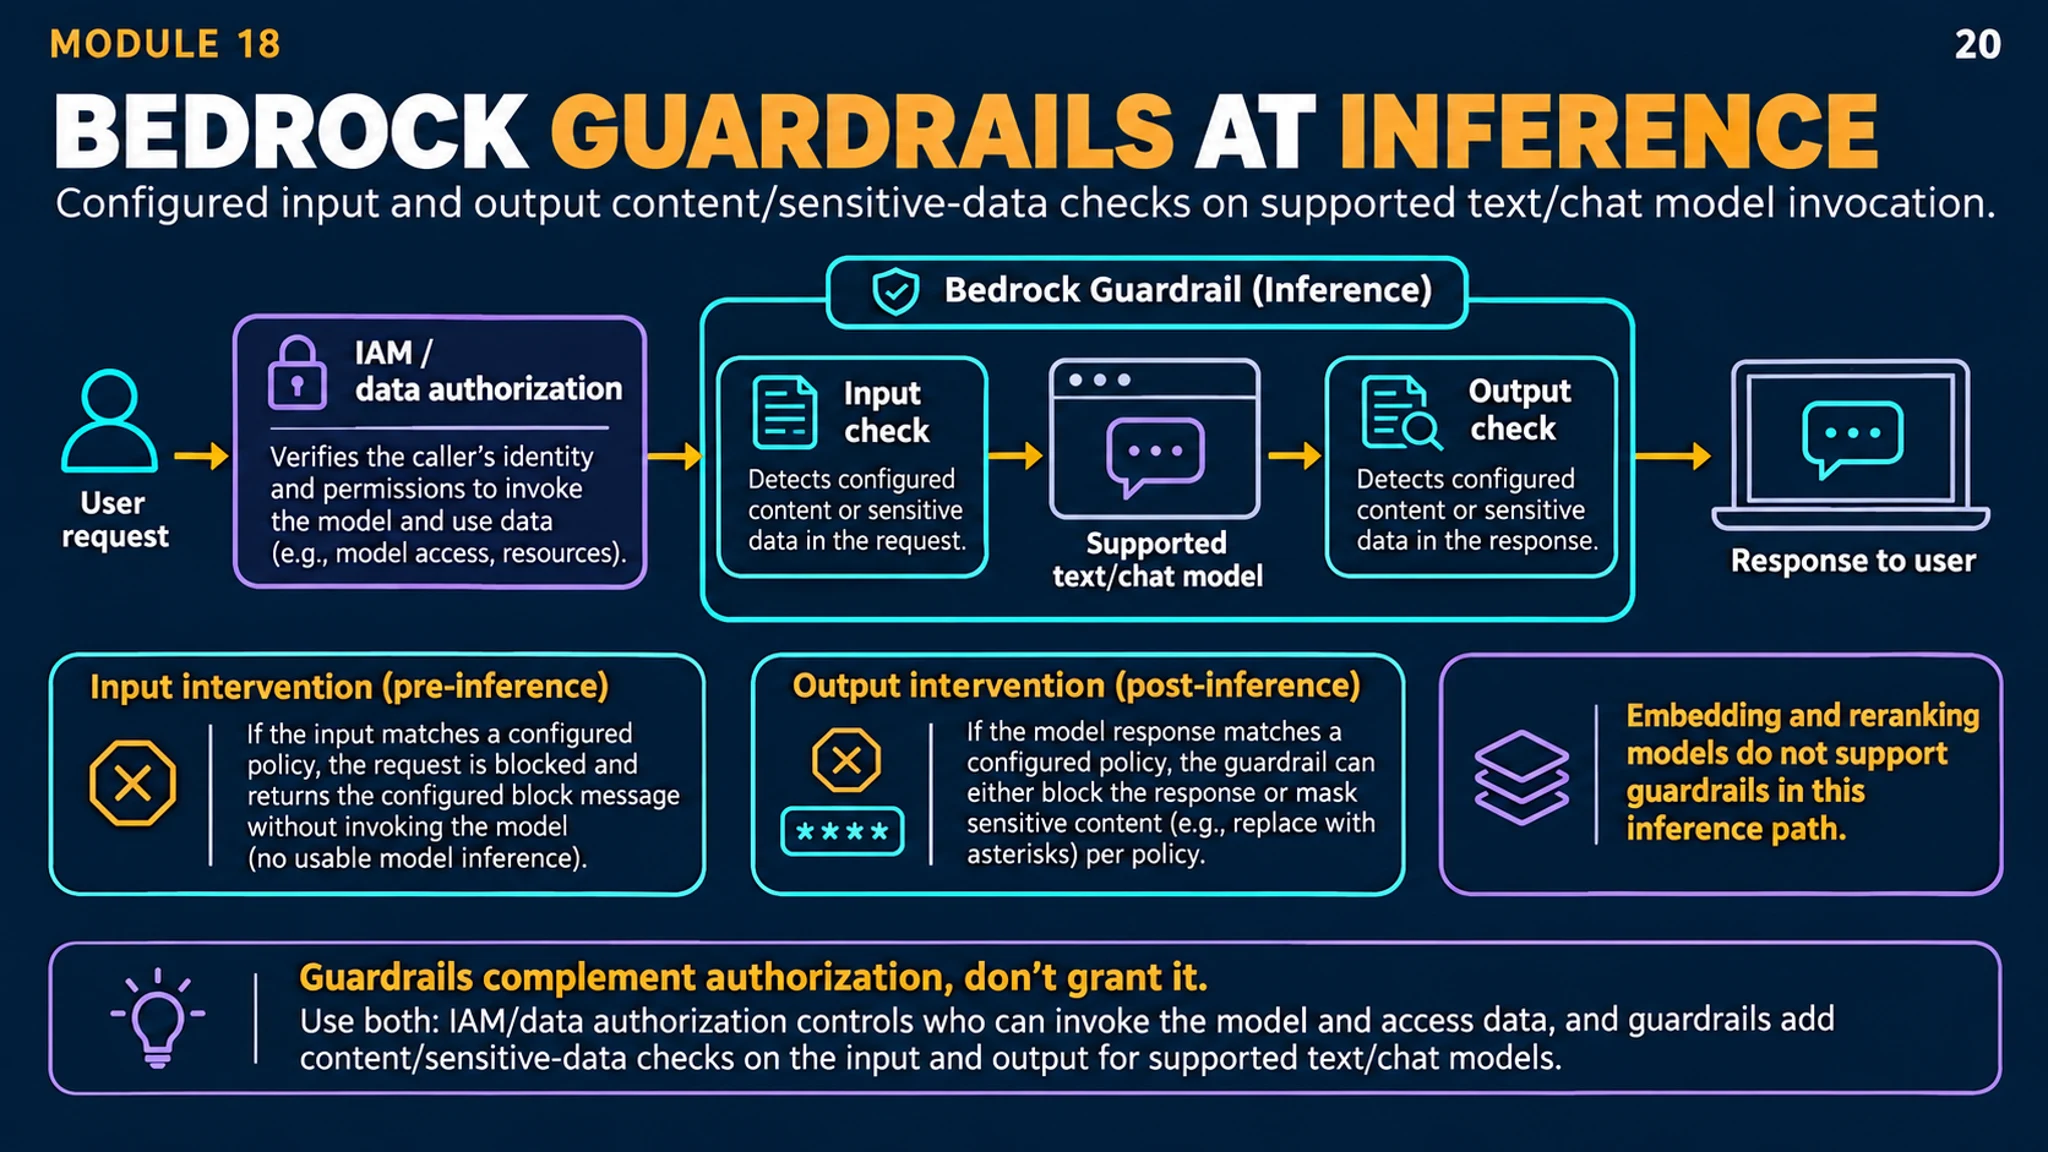 MODULE 18
20
BEDROCK GUARDRAILS AT INFERENCE
Configured input and output content/sensitive-data checks on supported text/chat model invocation.
User
request
IAM /
data authorization
Verifies the caller's identity
and permissions to invoke
the model and use data
(e.g., model access, resources).
Bedrock Guardrail (Inference)
Input
check
Detects configured
content or sensitive
data in the request.
Supported
text/chat model
Output
check
Detects configured
content or sensitive
data in the response.
Response to user
Input intervention (pre-inference)
If the input matches a configured
policy, the request is blocked and
returns the configured block message
without invoking the model
(no usable model inference).
Output intervention (post-inference)
****
If the model response matches a
configured policy, the guardrail can
either block the response or mask
sensitive content (e.g., replace with
asterisks) per policy.
Embedding and reranking
models do not support
guardrails in this
inference path.
Guardrails complement authorization, don't grant it.
Use both: IAM/data authorization controls who can invoke the model and access data, and guardrails add
content/sensitive-data checks on the input and output for supported text/chat models.